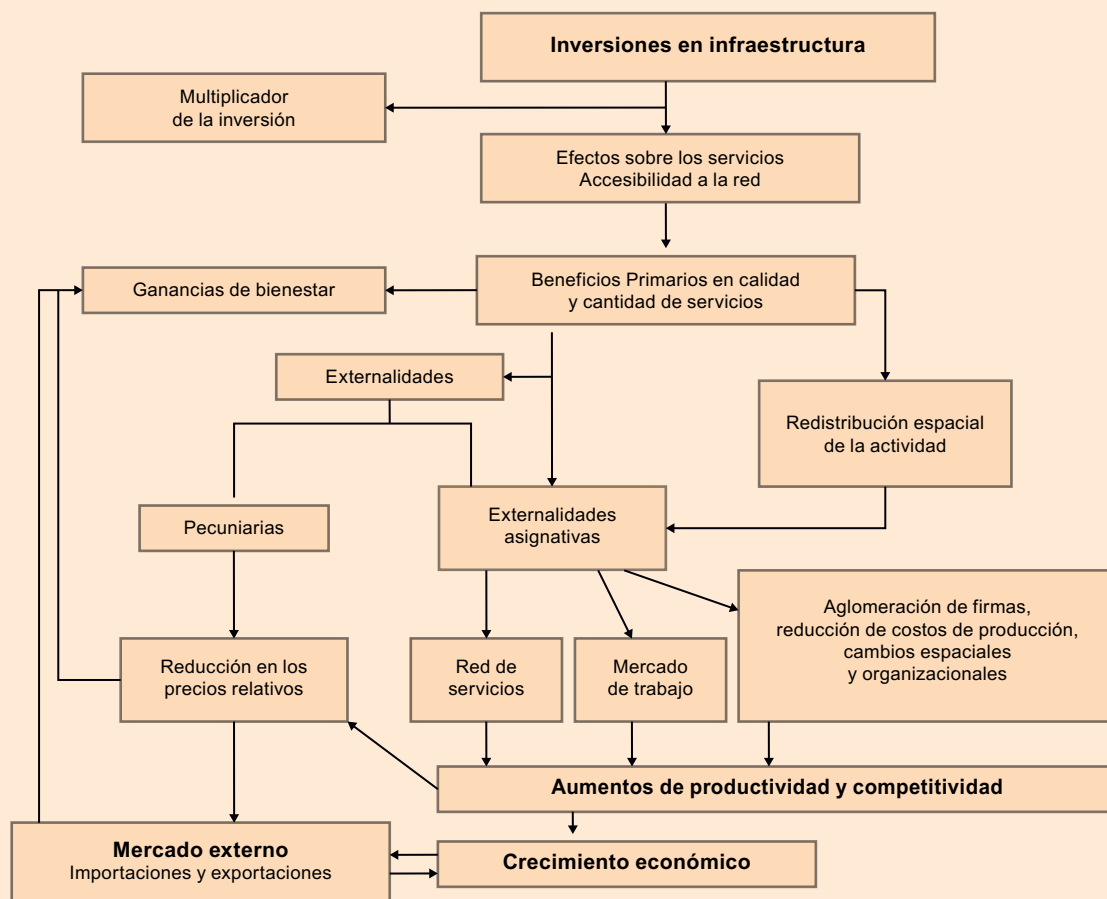 Inversiones en infraestructura
Multiplicador
de la inversión
Efectos sobre los servicios
Accesibilidad a la red
Ganancias de bienestar
Beneficios Primarios en calidad
y cantidad de servicios
Externalidades
Redistribución espacial
de la actividad
Pecuniarias
Externalidades
asignativas
Aglomeración de firmas,
reducción de costos de producción,
cambios espaciales
y organizacionales
Reducción en los
precios relativos
Red de
servicios
Mercado
de trabajo
Aumentos de productividad y competitividad
Mercado externo
Importaciones y exportaciones
Crecimiento económico